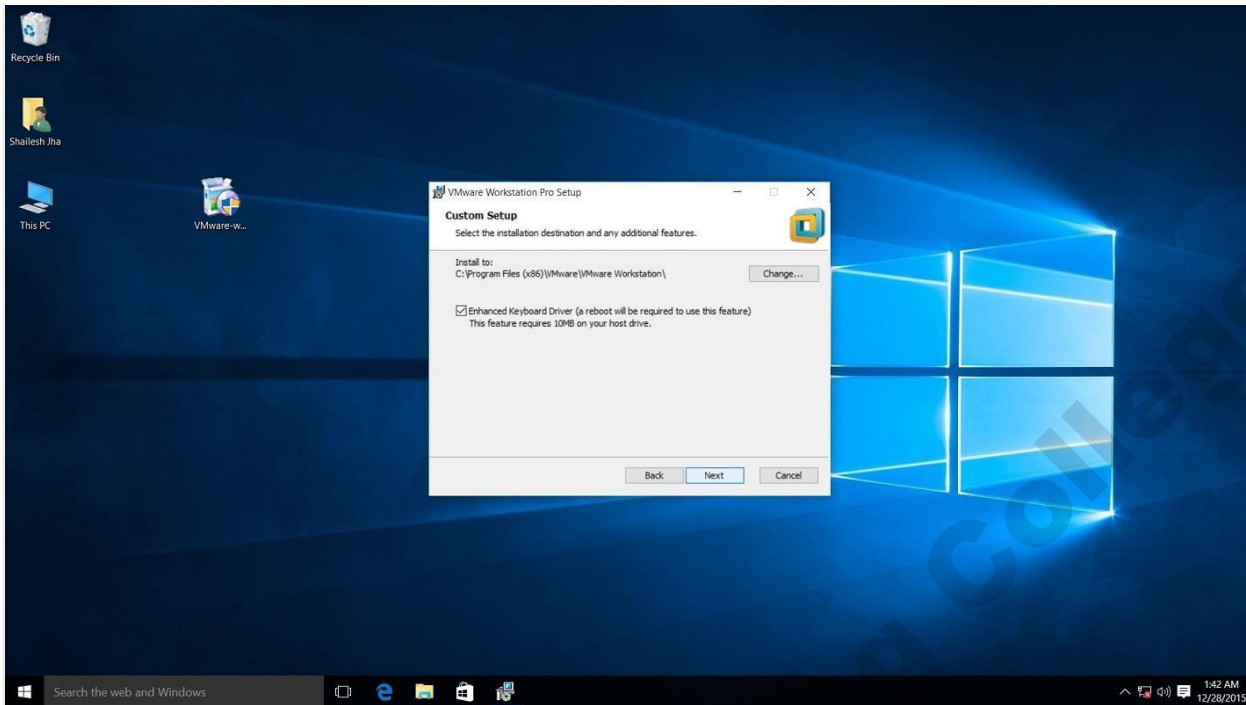 Recycle Bin
Shailesh Jha
This PC
VMware-w...
VMware Workstation Pro Setup
Custom Setup
Select the installation destination and any additional features.
Install to:
C:\Program Files (x86)\VMware\VMware Workstation\
Change...
Enhanced Keyboard Driver (a reboot will be required to use this feature)
This feature requires 10MB on your host drive.
Back
Next
Cancel
College
Search the web and Windows
1:42 AM
12/28/2015